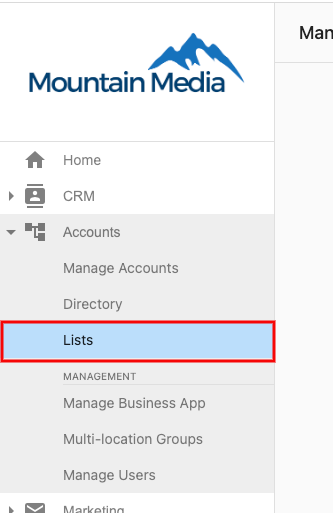 Man
Mountain Media
Home
CRM
Accounts
Manage Accounts
Directory
Lists
MANAGEMENT
Manage Business App
Multi-location Groups
Manage Users
Marketing